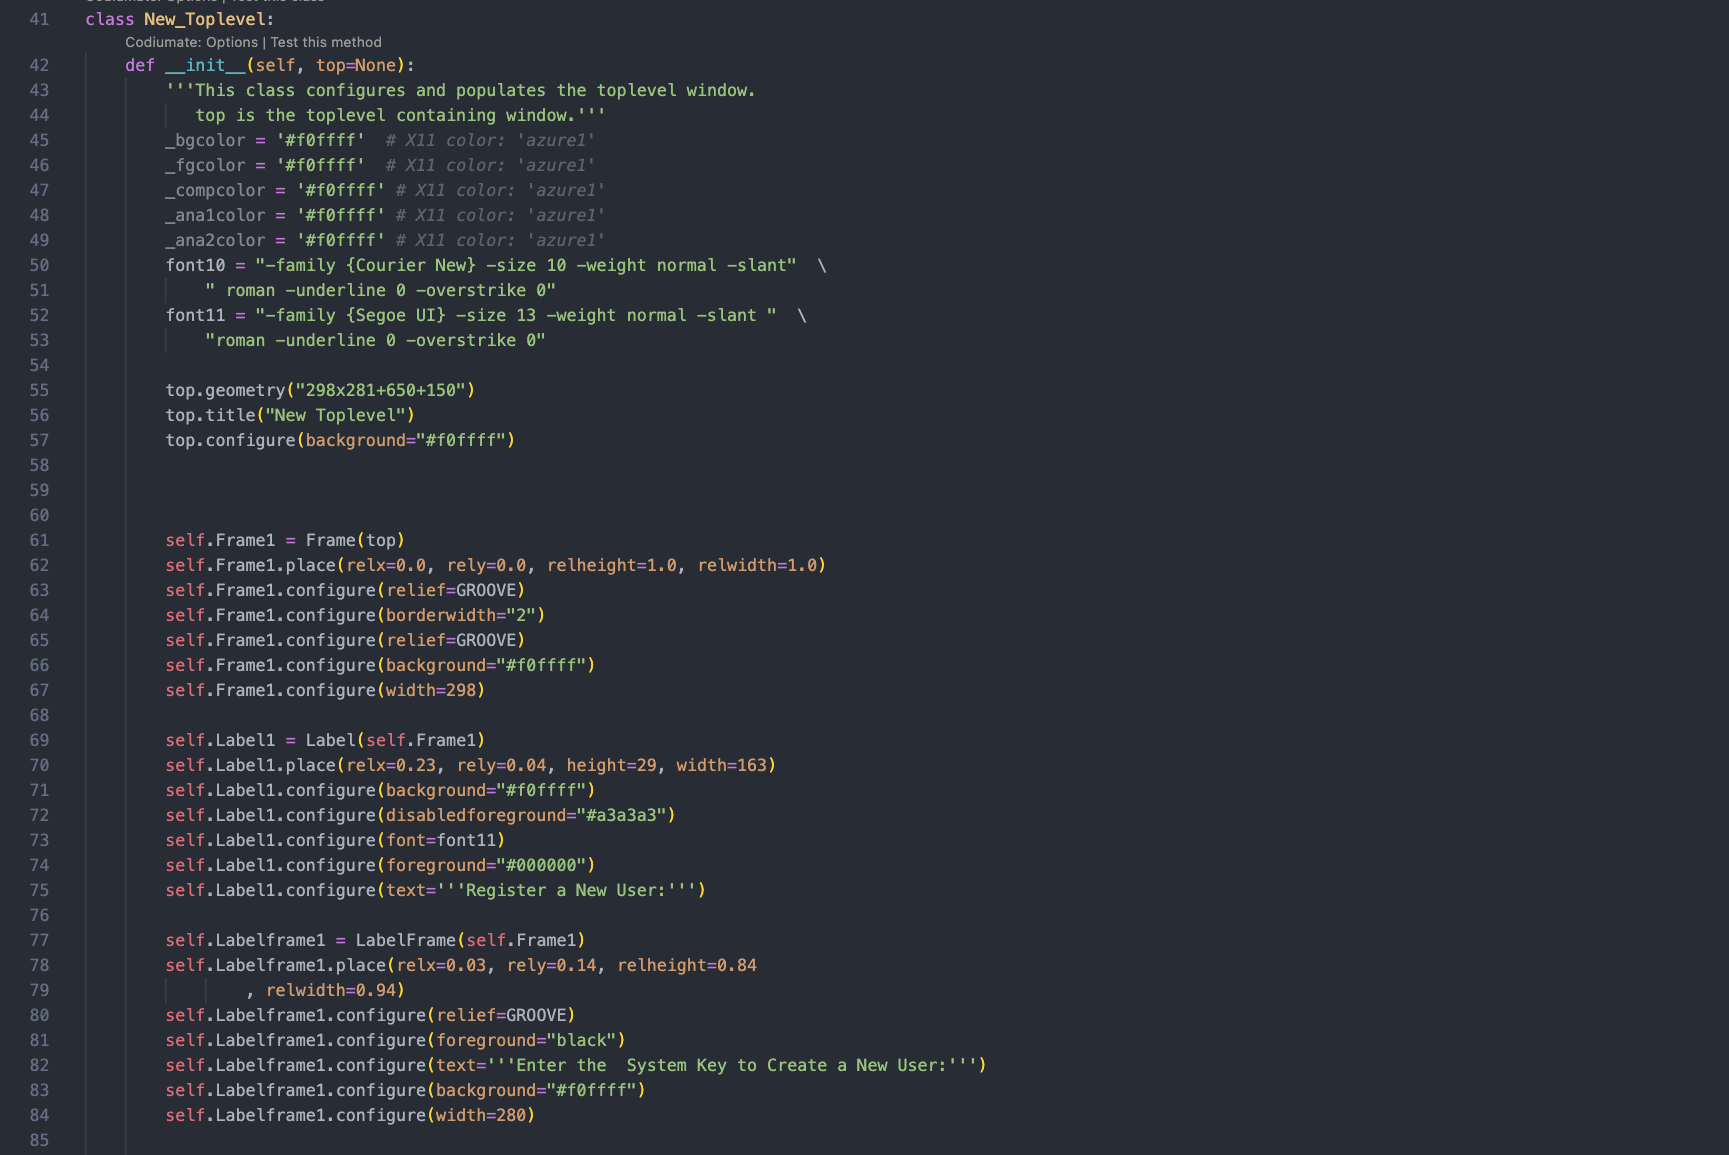 Codiumate: Options | Test this class
41 class New_Toplevel:
Codiumate: Options | Test this method
42 def __init__(self, top=None):
43 '''This class configures and populates the toplevel window.
44 top is the toplevel containing window.'''
45 _bgcolor = '#f0ffff'  # X11 color: 'azure1'
46 _fgcolor = '#f0ffff'  # X11 color: 'azure1'
47 _compcolor = '#f0ffff' # X11 color: 'azure1'
48 _ana1color = '#f0ffff' # X11 color: 'azure1'
49 _ana2color = '#f0ffff' # X11 color: 'azure1'
50 font10 = "-family {Courier New} -size 10 -weight normal -slant"  \
51 " roman -underline 0 -overstrike 0"
52 font11 = "-family {Segoe UI} -size 13 -weight normal -slant "  \
53 "roman -underline 0 -overstrike 0"
54
55 top.geometry("298x281+650+150")
56 top.title("New Toplevel")
57 top.configure(background="#f0ffff")
58
59
60
61 self.Frame1 = Frame(top)
62 self.Frame1.place(relx=0.0, rely=0.0, relheight=1.0, relwidth=1.0)
63 self.Frame1.configure(relief=GROOVE)
64 self.Frame1.configure(borderwidth="2")
65 self.Frame1.configure(relief=GROOVE)
66 self.Frame1.configure(background="#f0ffff")
67 self.Frame1.configure(width=298)
68
69 self.Label1 = Label(self.Frame1)
70 self.Label1.place(relx=0.23, rely=0.04, height=29, width=163)
71 self.Label1.configure(background="#f0ffff")
72 self.Label1.configure(disabledforeground="#a3a3a3")
73 self.Label1.configure(font=font11)
74 self.Label1.configure(foreground="#000000")
75 self.Label1.configure(text='''Register a New User:''')
76
77 self.Labelframe1 = LabelFrame(self.Frame1)
78 self.Labelframe1.place(relx=0.03, rely=0.14, relheight=0.84
79 , relwidth=0.94)
80 self.Labelframe1.configure(relief=GROOVE)
81 self.Labelframe1.configure(foreground="black")
82 self.Labelframe1.configure(text='''Enter the  System Key to Create a New User:''')
83 self.Labelframe1.configure(background="#f0ffff")
84 self.Labelframe1.configure(width=280)
85